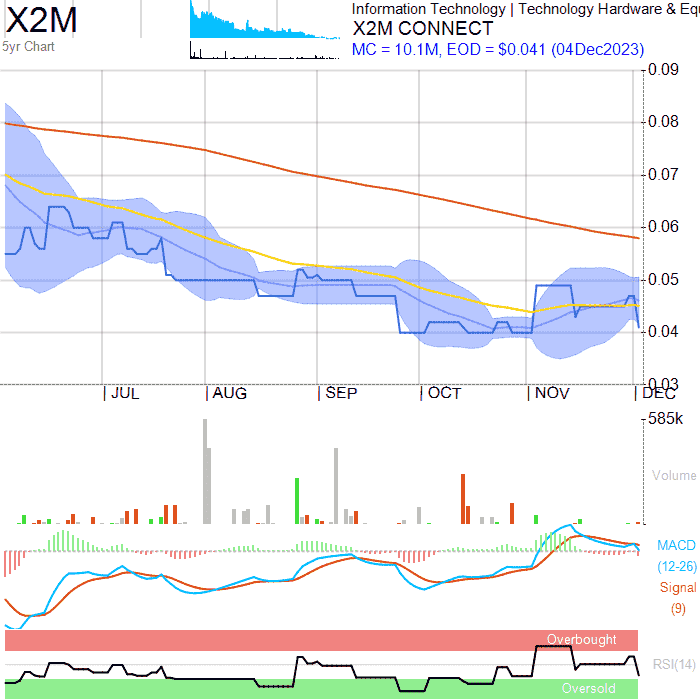 X2M
5yr Chart
Information Technology | Technology Hardware & Eq
X2M CONNECT
MC = 10.1M, EOD = $0.041 (04Dec2023)
0.09
0.08
0.07
0.06
0.05
0.04
0.03
JUL AUG SEP OCT NOV DEC
585k
Volume
MACD
(12-26)
Signal
(9)
Overbought
RSI(14)
Oversold